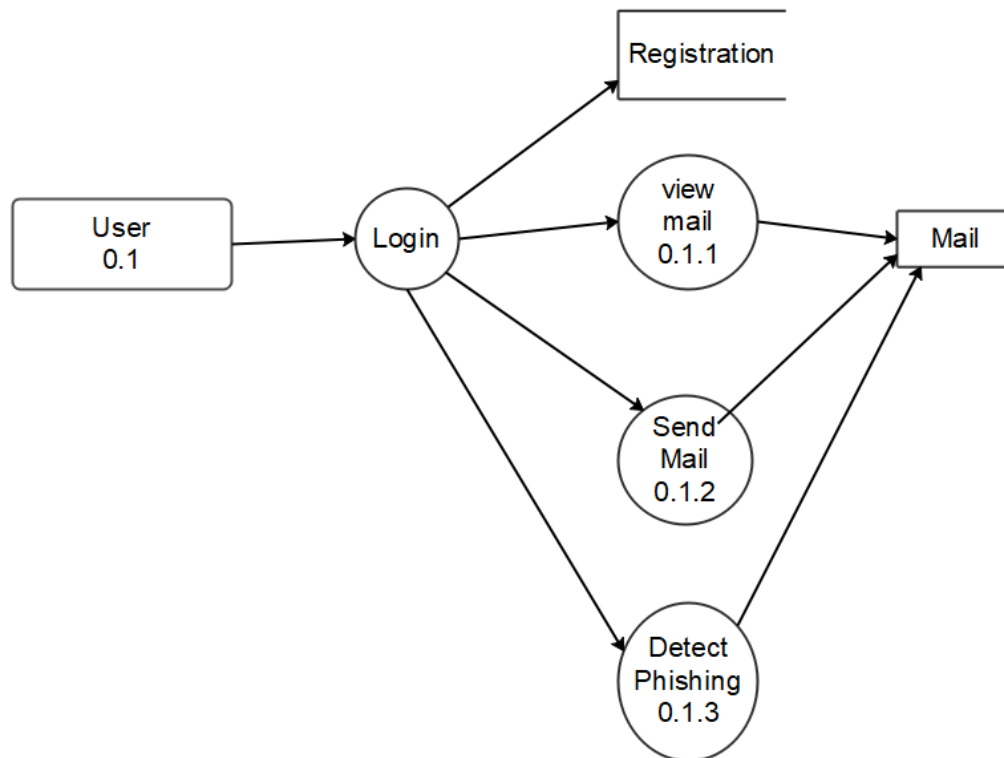 Registration
view
mail
0.1.1
User
0.1
Login
Mail
Send
Mail
0.1.2
Detect
Phishing
0.1.3